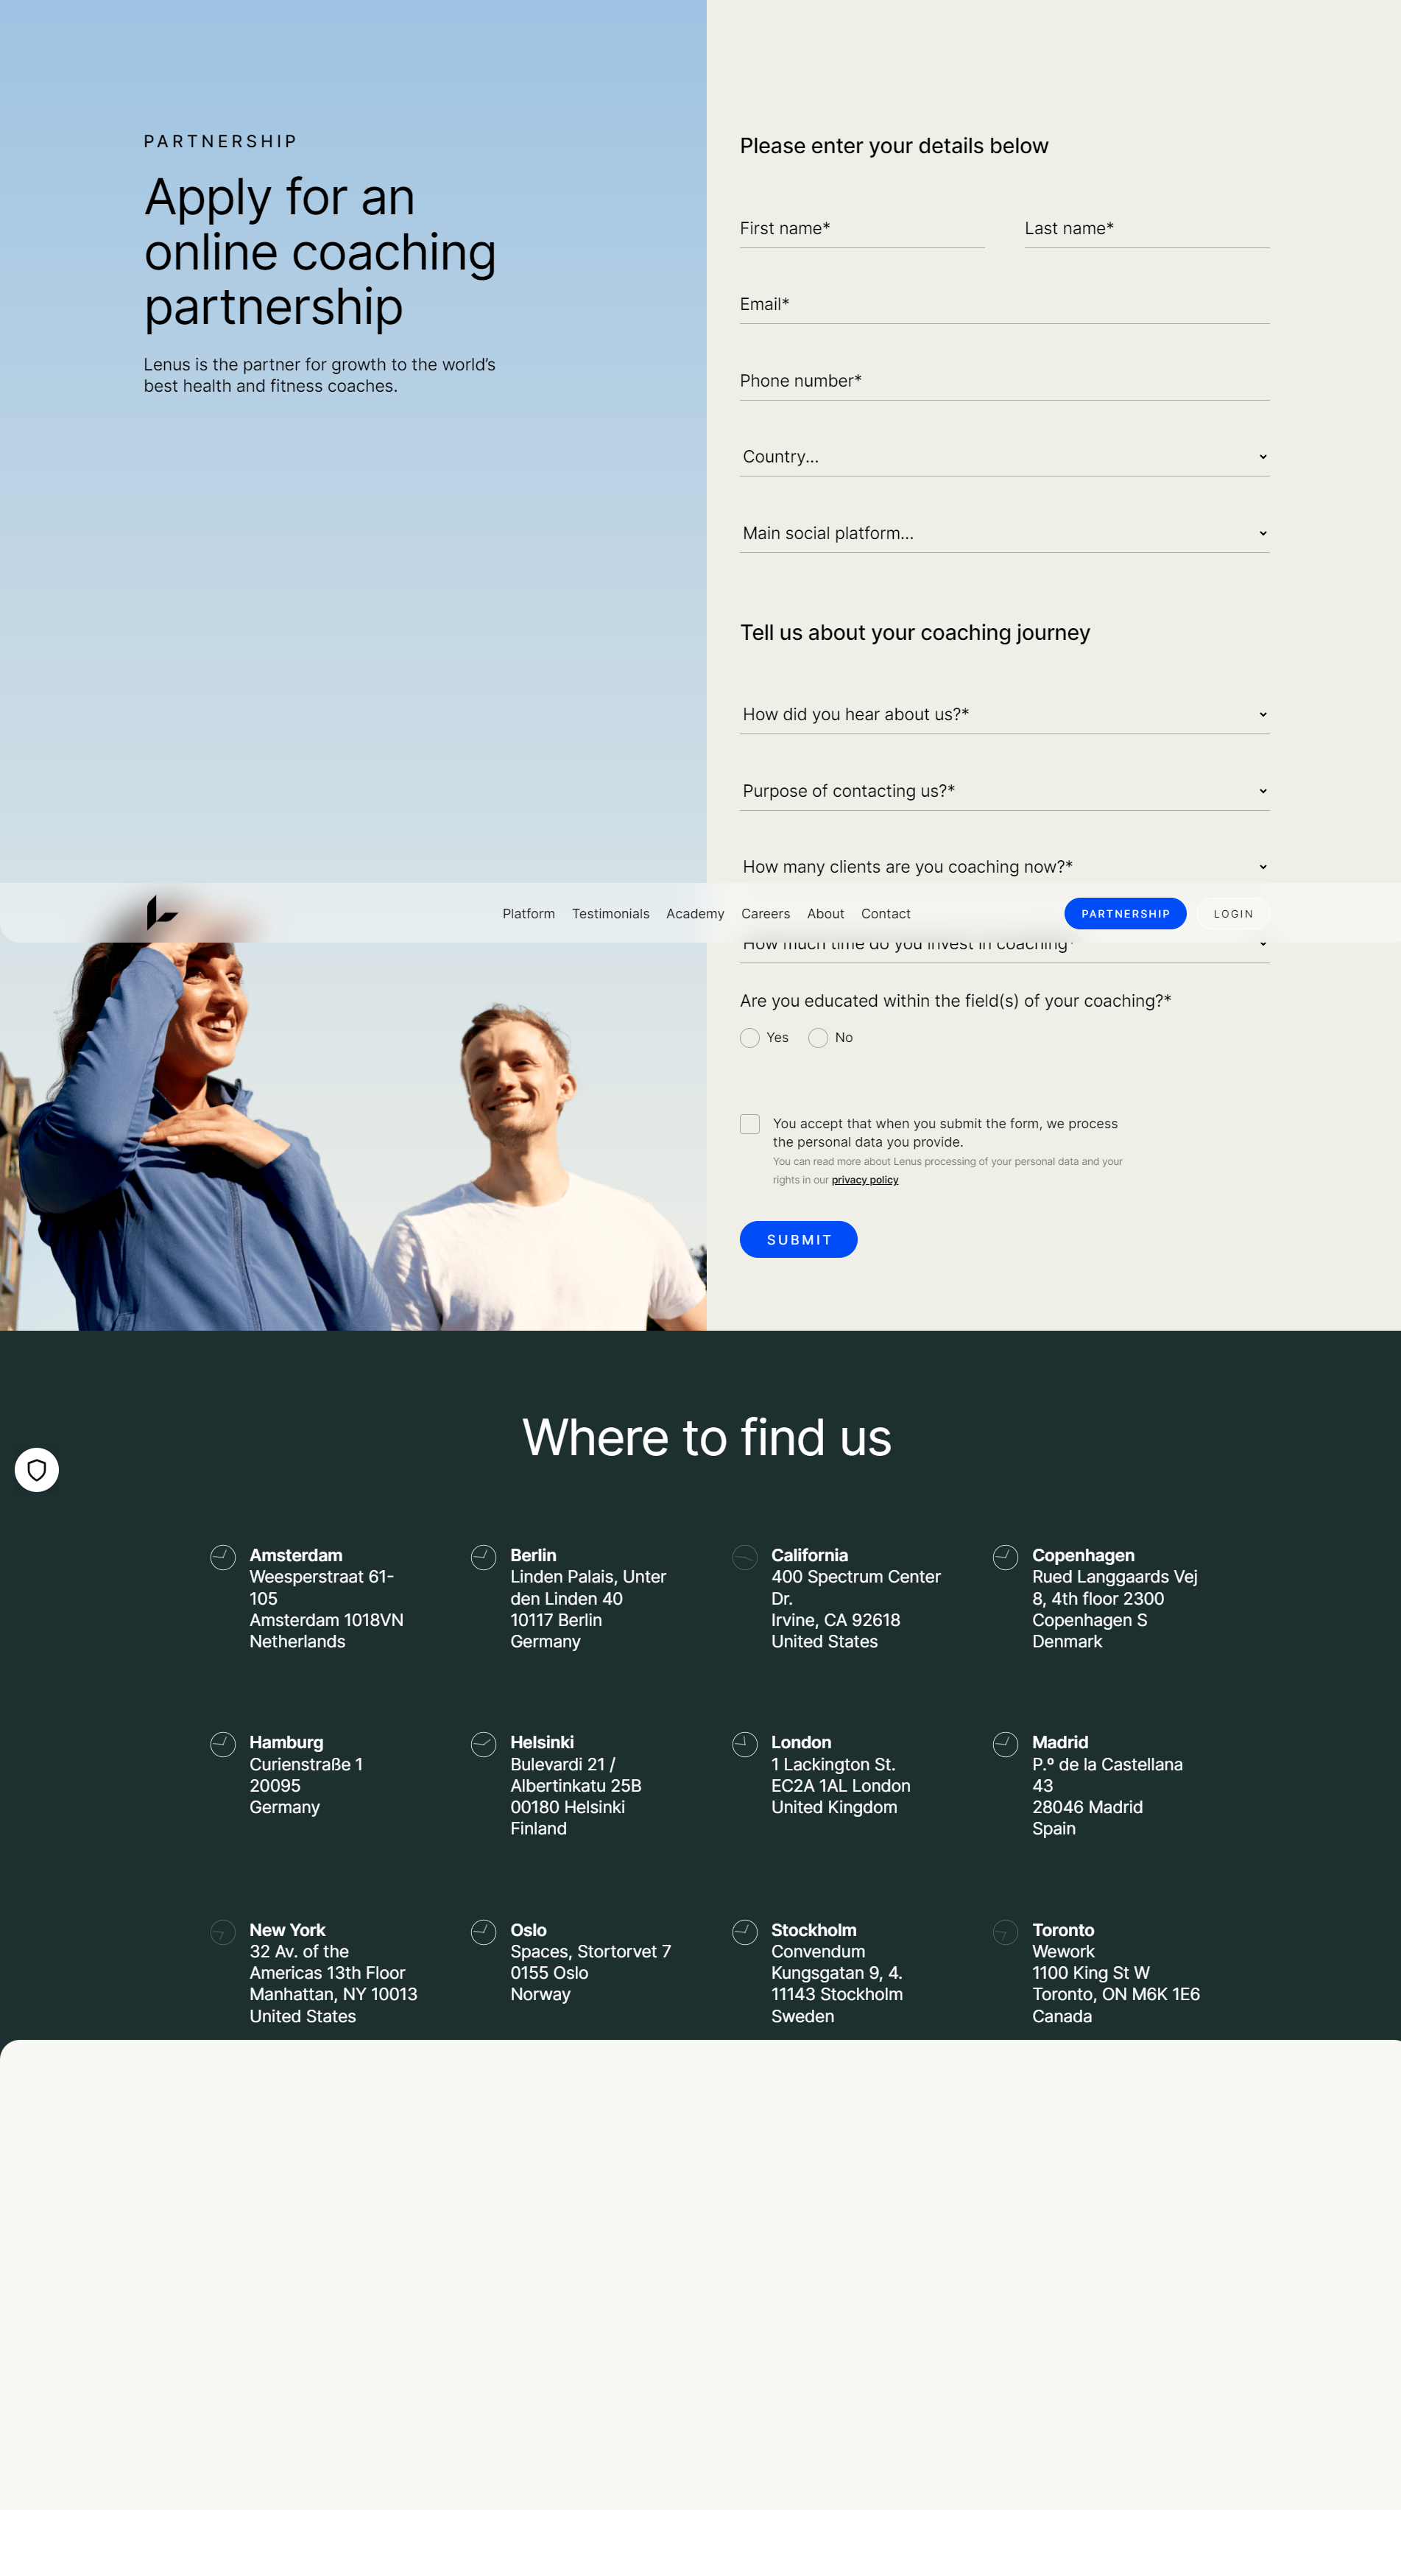 PARTNERSHIP
Apply for an
online coaching
partnership
Lenus is the partner for growth to the world’s
best health and fitness coaches.
Please enter your details below
First name*
Last name*
Email*
Phone number*
Country...
Main social platform...
Tell us about your coaching journey
How did you hear about us?*
Purpose of contacting us?*
How many clients are you coaching now?*
Platform Testimonials Academy Careers About Contact
PARTNERSHIP
LOGIN
How much time do you invest in coaching*
Are you educated within the field(s) of your coaching?*
Yes No
You accept that when you submit the form, we process
the personal data you provide.
You can read more about Lenus processing of your personal data and your
rights in our privacy policy
SUBMIT
Where to find us
Amsterdam
Weesperstraat 61-
105
Amsterdam 1018VN
Netherlands
Berlin
Linden Palais, Unter
den Linden 40
10117 Berlin
Germany
California
400 Spectrum Center
Dr.
Irvine, CA 92618
United States
Copenhagen
Rued Langgaards Vej
8, 4th floor 2300
Copenhagen S
Denmark
Hamburg
Curienstraße 1
20095
Germany
Helsinki
Bulevardi 21 /
Albertinkatu 25B
00180 Helsinki
Finland
London
1 Lackington St.
EC2A 1AL London
United Kingdom
Madrid
P.º de la Castellana
43
28046 Madrid
Spain
New York
32 Av. of the
Americas 13th Floor
Manhattan, NY 10013
United States
Oslo
Spaces, Stortorvet 7
0155 Oslo
Norway
Stockholm
Convendum
Kungsgatan 9, 4.
11143 Stockholm
Sweden
Toronto
Wework
1100 King St W
Toronto, ON M6K 1E6
Canada